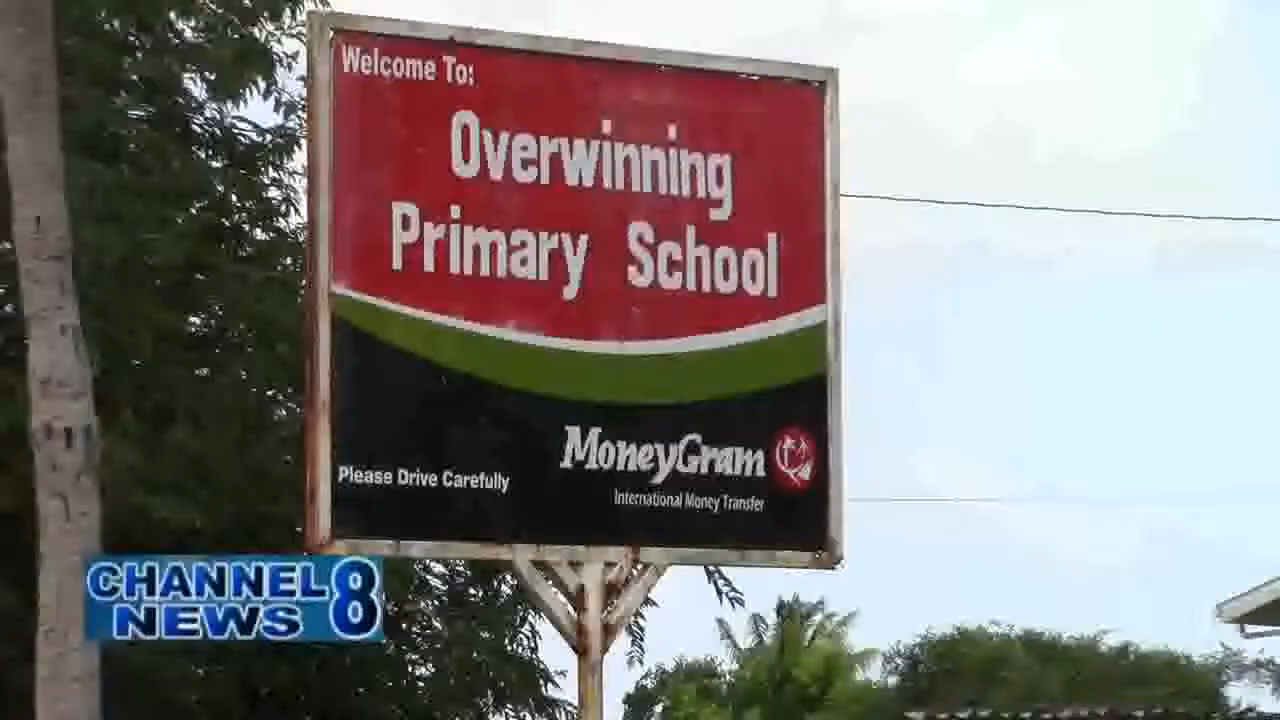 Welcome To:
Overwinning
Primary School
MoneyGram
Please Drive Carefully
International Money Transfer
CHANNEL 8
NEWS